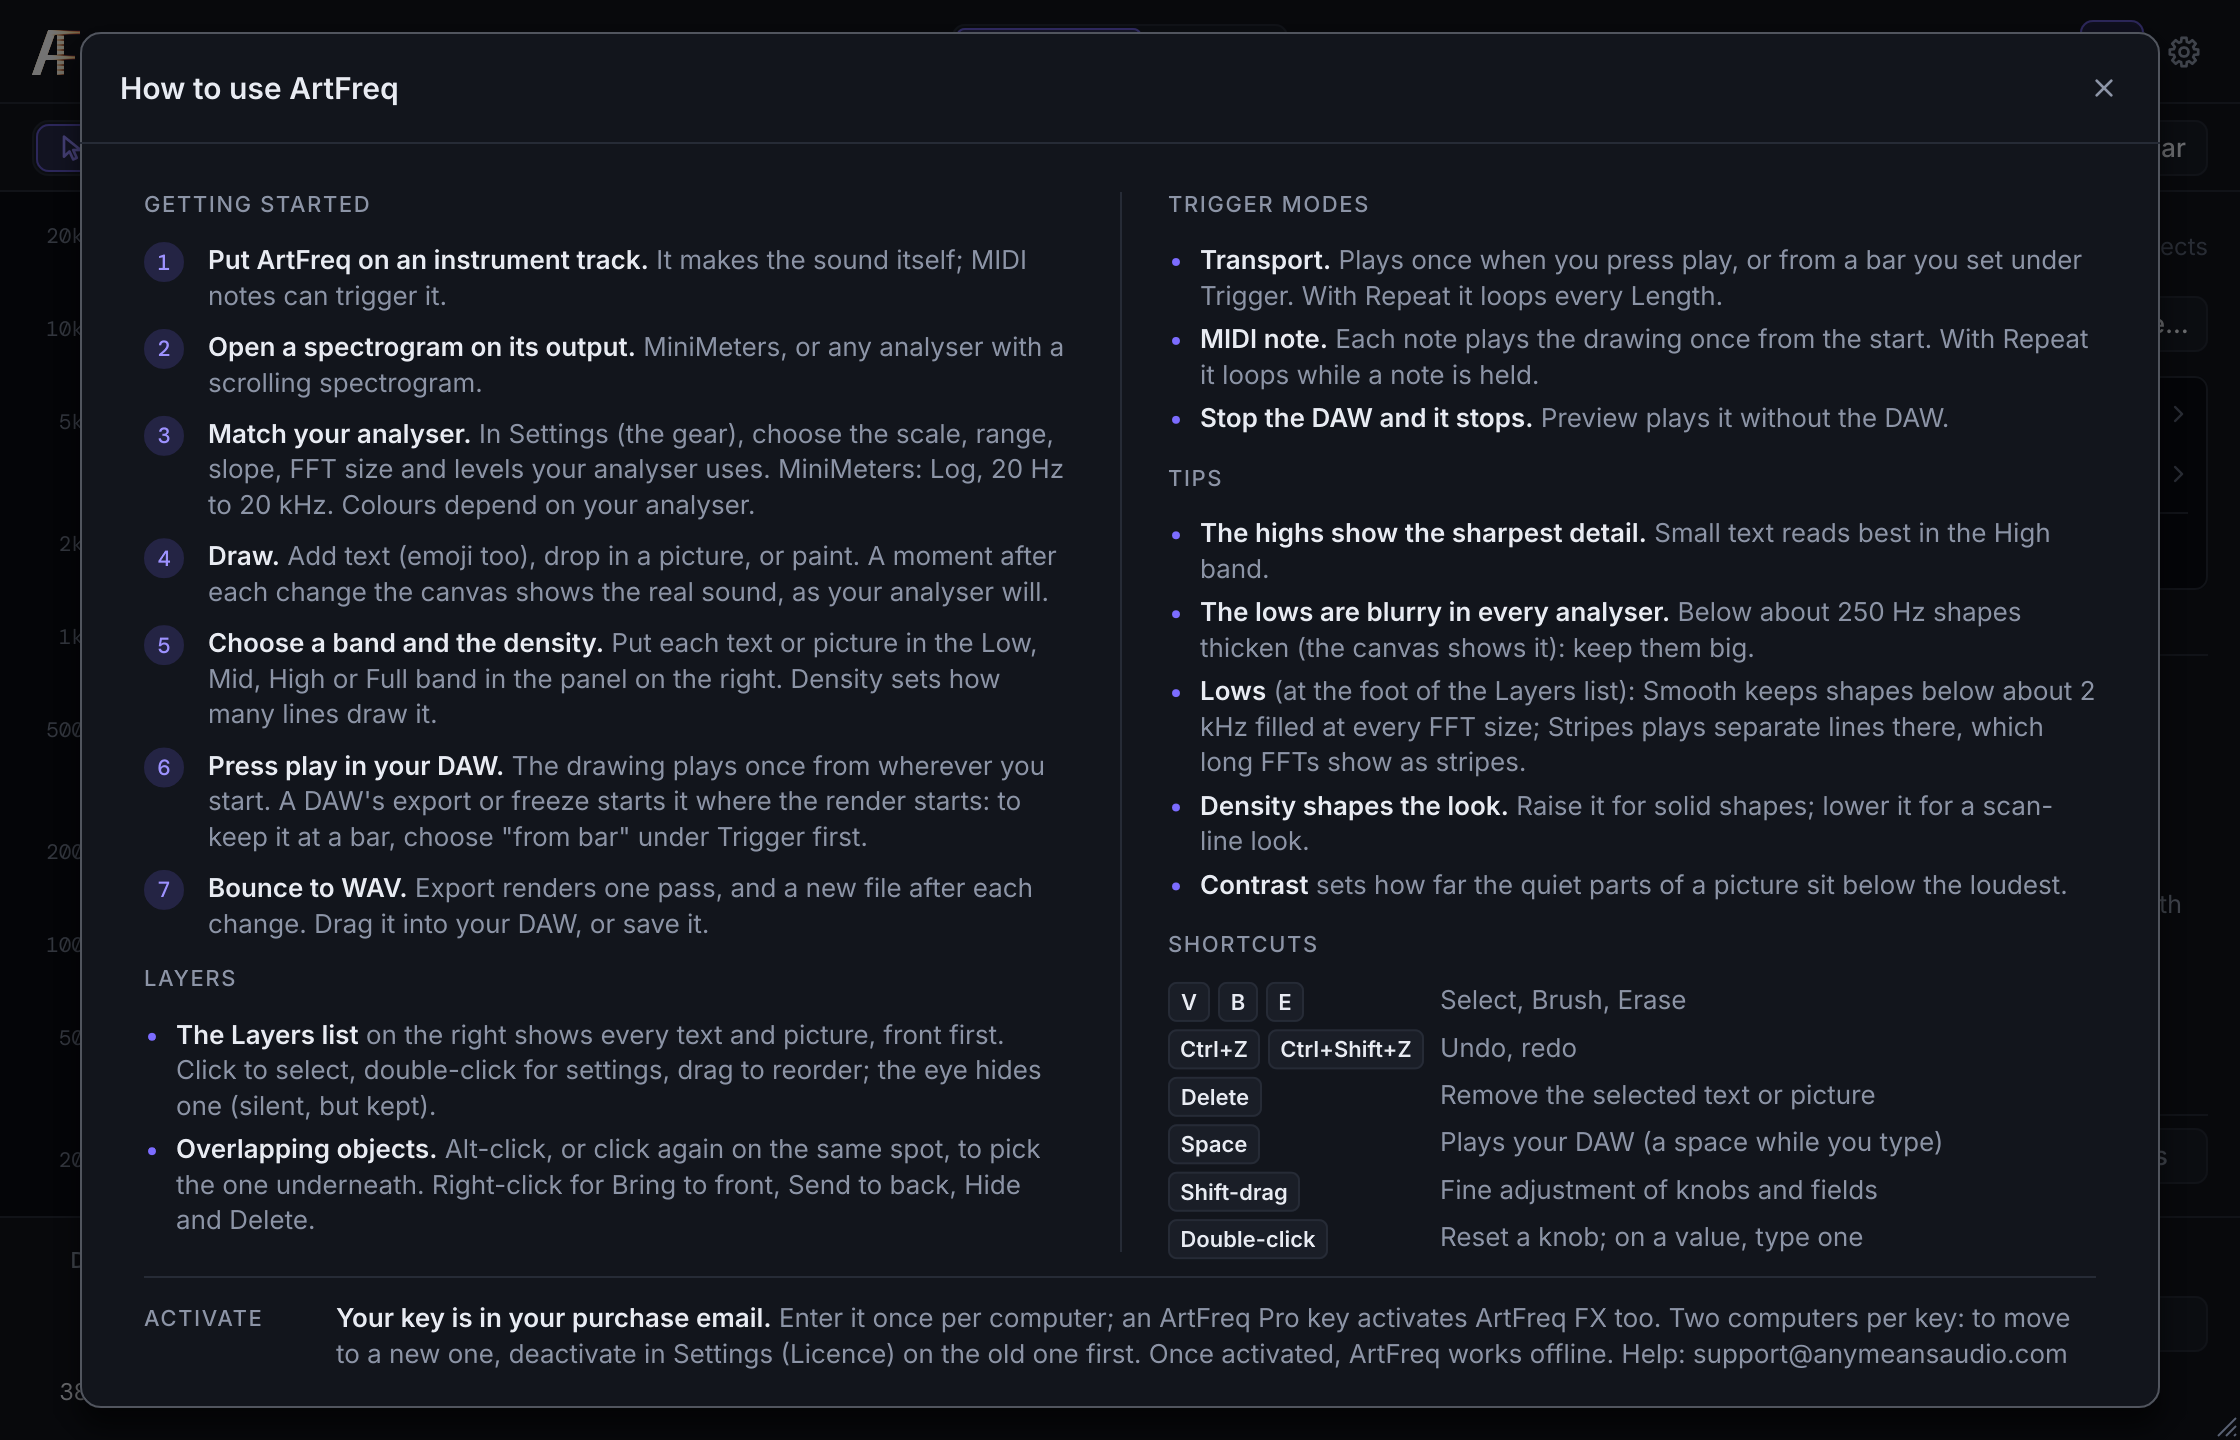 AF
How to use ArtFreq
ar
20k
10k
5k
2k
1k
500
200
100
50
20
38
ects
e...
th
s
GETTING STARTED
1
Put ArtFreq on an instrument track. It makes the sound itself; MIDI
notes can trigger it.
2
Open a spectrogram on its output. MiniMeters, or any analyser with a
scrolling spectrogram.
3
Match your analyser. In Settings (the gear), choose the scale, range,
slope, FFT size and levels your analyser uses. MiniMeters: Log, 20 Hz
to 20 kHz. Colours depend on your analyser.
4
Draw. Add text (emoji too), drop in a picture, or paint. A moment after
each change the canvas shows the real sound, as your analyser will.
5
Choose a band and the density. Put each text or picture in the Low,
Mid, High or Full band in the panel on the right. Density sets how
many lines draw it.
6
Press play in your DAW. The drawing plays once from wherever you
start. A DAW's export or freeze starts it where the render starts: to
keep it at a bar, choose "from bar" under Trigger first.
7
Bounce to WAV. Export renders one pass, and a new file after each
change. Drag it into your DAW, or save it.
LAYERS
The Layers list on the right shows every text and picture, front first.
Click to select, double-click for settings, drag to reorder; the eye hides
one (silent, but kept).
Overlapping objects. Alt-click, or click again on the same spot, to pick
the one underneath. Right-click for Bring to front, Send to back, Hide
and Delete.
TRIGGER MODES
Transport. Plays once when you press play, or from a bar you set under
Trigger. With Repeat it loops every Length.
MIDI note. Each note plays the drawing once from the start. With Repeat
it loops while a note is held.
Stop the DAW and it stops. Preview plays it without the DAW.
TIPS
The highs show the sharpest detail. Small text reads best in the High
band.
The lows are blurry in every analyser. Below about 250 Hz shapes
thicken (the canvas shows it): keep them big.
Lows (at the foot of the Layers list): Smooth keeps shapes below about 2
kHz filled at every FFT size; Stripes plays separate lines there, which
long FFTs show as stripes.
Density shapes the look. Raise it for solid shapes; lower it for a scan-
line look.
Contrast sets how far the quiet parts of a picture sit below the loudest.
SHORTCUTS
V B E Select, Brush, Erase
Ctrl+Z Ctrl+Shift+Z Undo, redo
Delete Remove the selected text or picture
Space Plays your DAW (a space while you type)
Shift-drag Fine adjustment of knobs and fields
Double-click Reset a knob; on a value, type one
ACTIVATE
Your key is in your purchase email. Enter it once per computer; an ArtFreq Pro key activates ArtFreq FX too. Two computers per key: to move
to a new one, deactivate in Settings (Licence) on the old one first. Once activated, ArtFreq works offline. Help: support@anymeansaudio.com